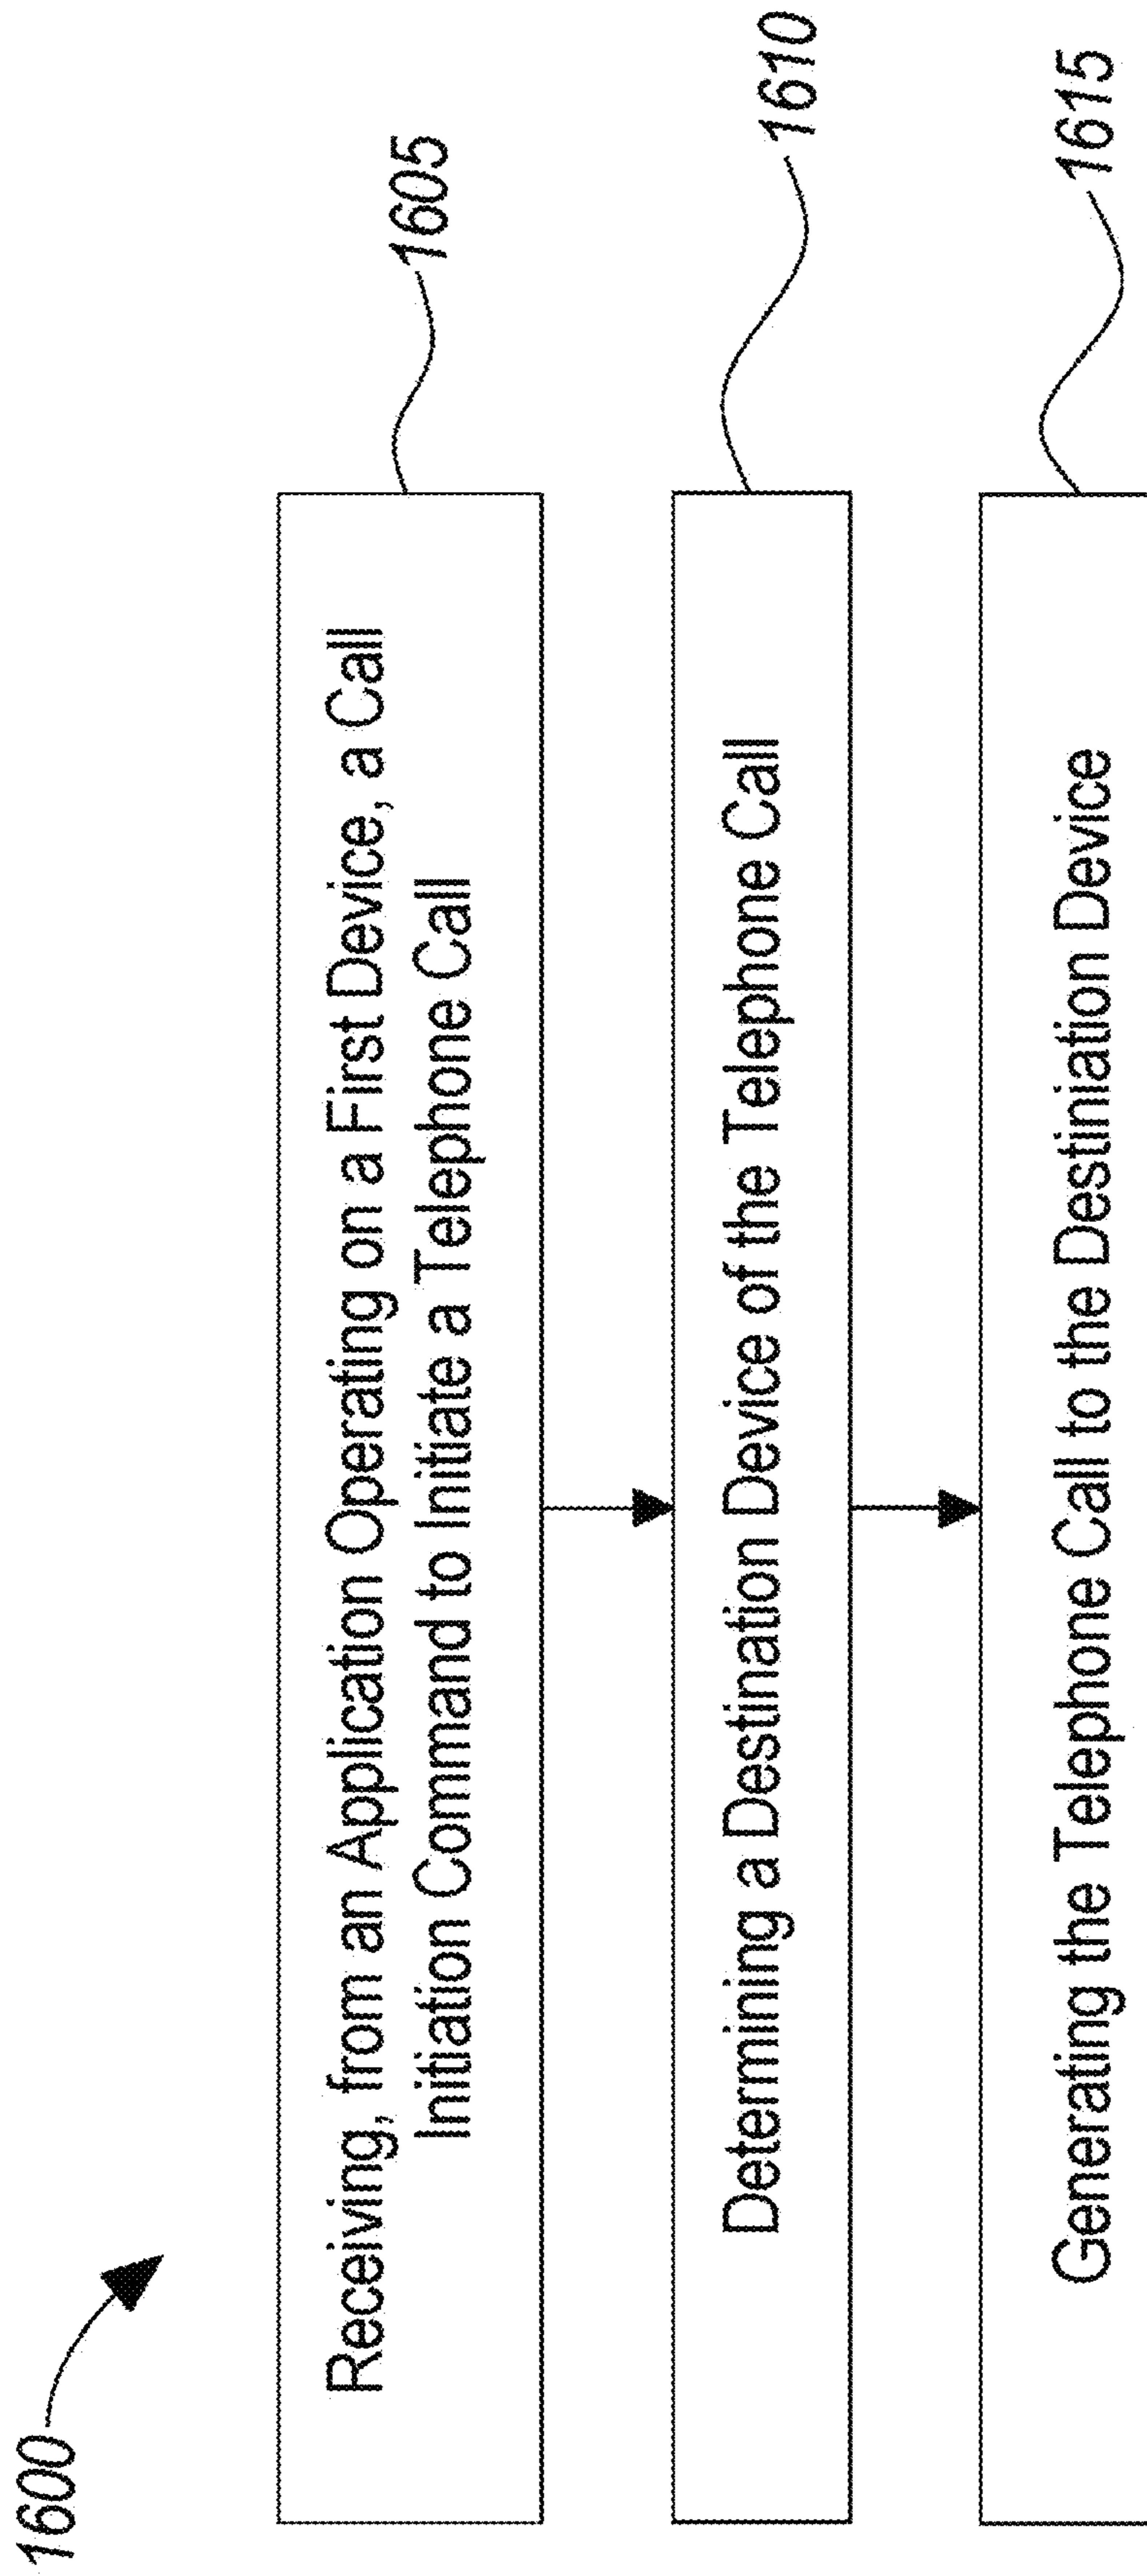 1600
Receiving, from an Application Operating on a First Device, a Call
Initiation Command to Initiate a Telephone Call
1605
Determining a Destination Device of the Telephone Call
1610
Generating the Telephone Call to the Destiniation Device
1615